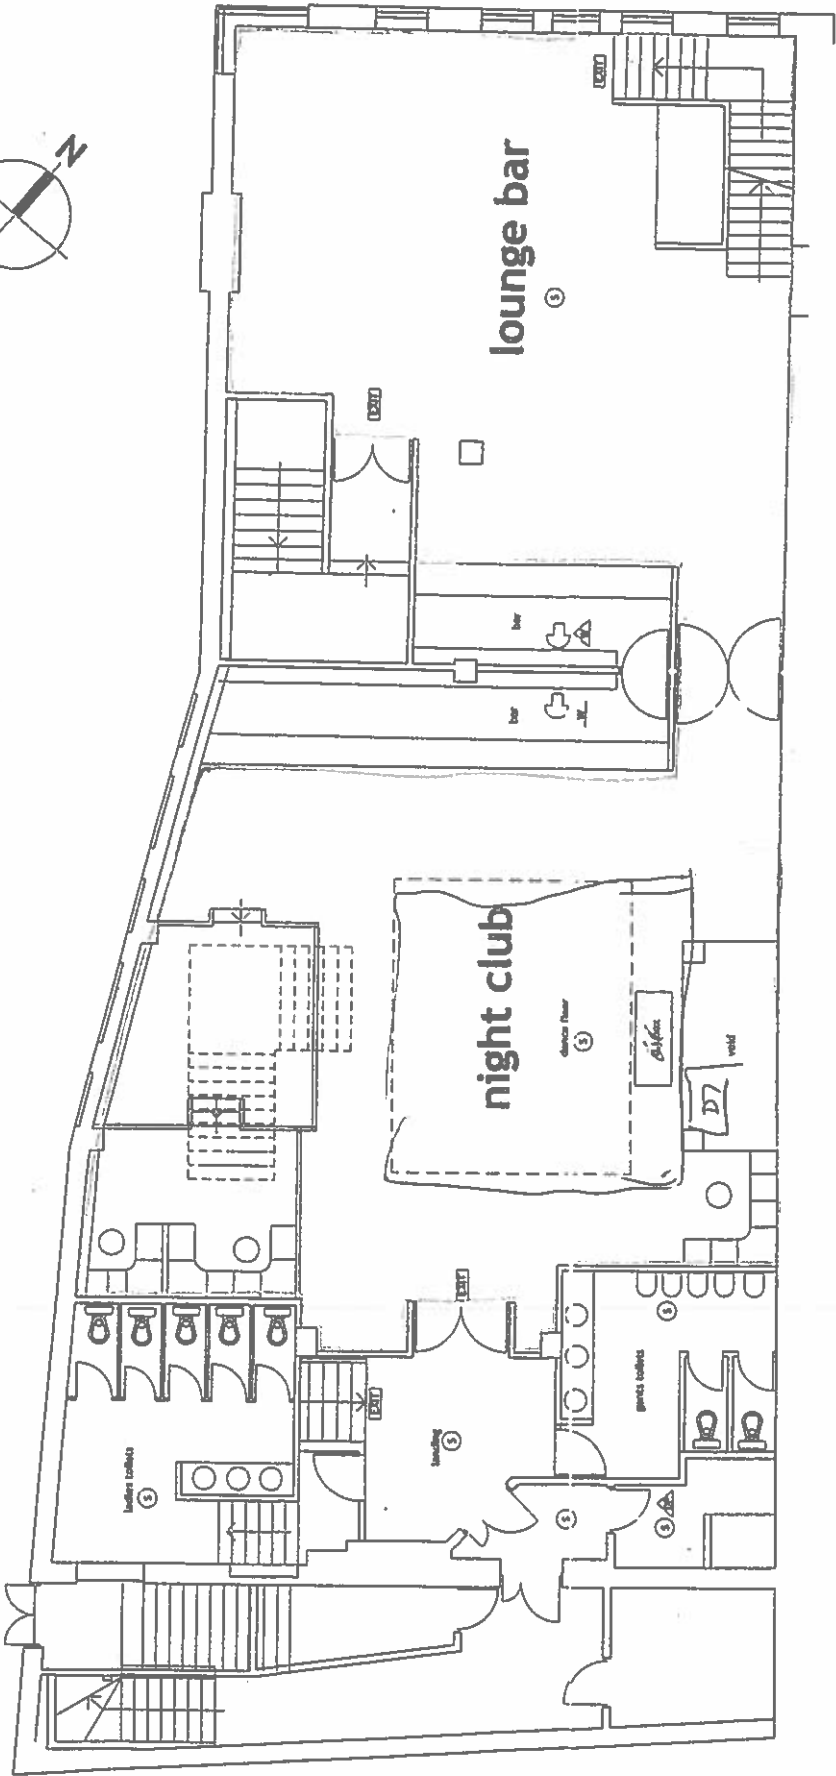 N
EXIT
lounge bar
S
EXIT
bar
W
bar
W
night club
dance floor
S
void
DJ
EXIT
S
gents toilets
EXIT
landing
S
ladies toilets
S
S
S